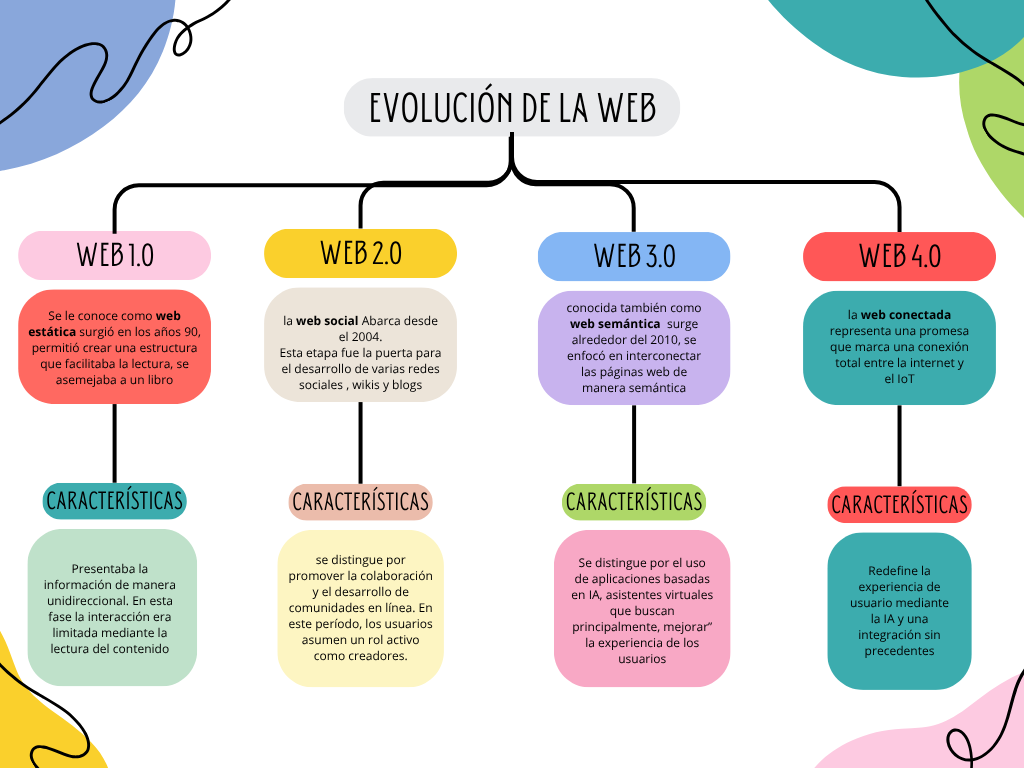 EVOLUCIÓN DE LA WEB
WEB 1.0
Se le conoce como web
estática surgió en los años 90,
permitió crear una estructura
que facilitaba la lectura, se
asemejaba a un libro
CARACTERÍSTICAS
Presentaba la
información de manera
unidireccional. En esta
fase la interacción era
limitada mediante la
lectura del contenido
WEB 2.0
la web social Abarca desde
el 2004.
Esta etapa fue la puerta para
el desarrollo de varias redes
sociales , wikis y blogs
CARACTERÍSTICAS
se distingue por
promover la colaboración
y el desarrollo de
comunidades en línea. En
este período, los usuarios
asumen un rol activo
como creadores.
WEB 3.0
conocida también como
web semántica  surge
alrededor del 2010, se
enfocó en interconectar
las páginas web de
manera semántica
CARACTERÍSTICAS
Se distingue por el uso
de aplicaciones basadas
en IA, asistentes virtuales
que buscan
principalmente, mejorar”
la experiencia de los
usuarios
WEB 4.0
la web conectada
representa una promesa
que marca una conexión
total entre la internet y
el IoT
CARACTERÍSTICAS
Redefine la
experiencia de
usuario mediante
la IA y una
integración sin
precedentes